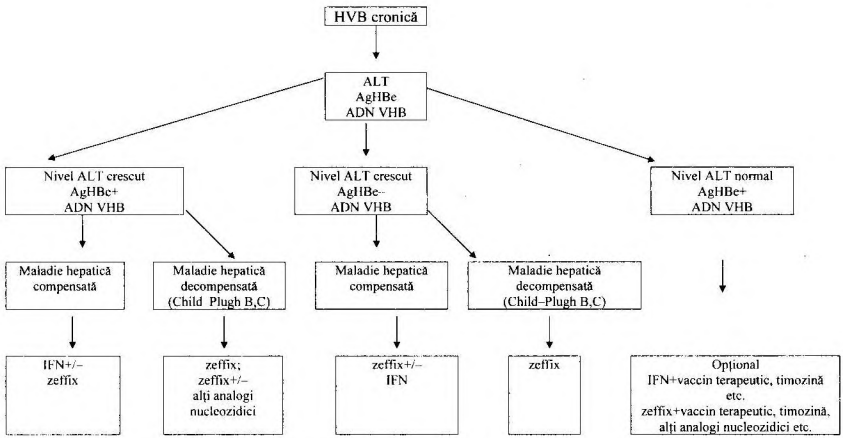 HVB cronică
ALT
AgHBe
ADN VHB
Nivel ALT crescut
AgHBe+
ADN VHB
Nivel ALT crescut
AgHBe–
ADN VHB
Nivel ALT normal
AgHBe+
ADN VHB
Maladie hepatică
compensată
Maladie hepatică
decompensată
(Child Plugh B,C)
Maladie hepatică
compensată
Maladie hepatică
decompensată
(Child–Plugh B,C)
IFN+/–
zeffix
zeffix;
zeffix+/–
alți analogi
nucleozidici
zeffix+/–
IFN
zeffix
Opțional
IFN+vaccin terapeutic, timozină
etc.
zeffix+vaccin terapeutic, timozină,
alți analogi nucleozidici etc.